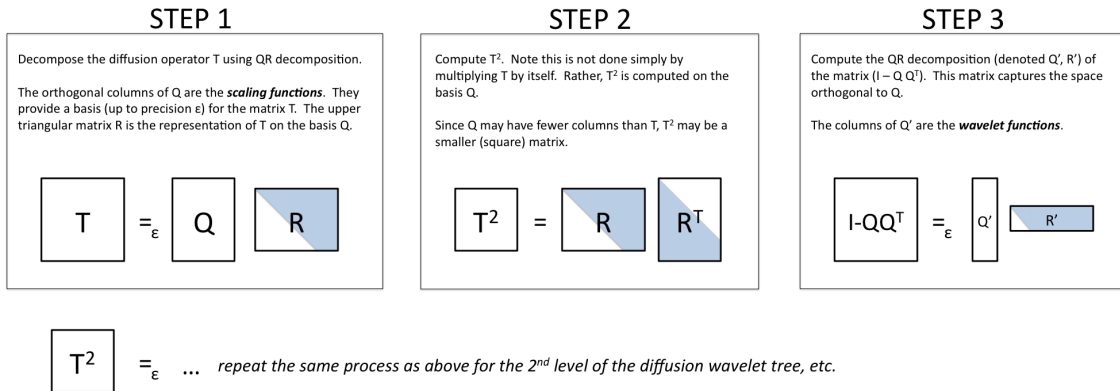 STEP 1
Decompose the diffusion operator T using QR decomposition.
The orthogonal columns of Q are the scaling functions. They
provide a basis (up to precision ε) for the matrix T. The upper
triangular matrix R is the representation of T on the basis Q.
T =ε Q R
STEP 2
Compute T². Note this is not done simply by
multiplying T by itself. Rather, T² is computed on the
basis Q.
Since Q may have fewer columns than T, T² may be a
smaller (square) matrix.
T² = R Rᵀ
STEP 3
Compute the QR decomposition (denoted Q’, R’) of
the matrix (I – Q Qᵀ). This matrix captures the space
orthogonal to Q.
The columns of Q’ are the wavelet functions.
I-QQᵀ =ε Q’ R’
T² =ε ... repeat the same process as above for the 2ⁿᵈ level of the diffusion wavelet tree, etc.